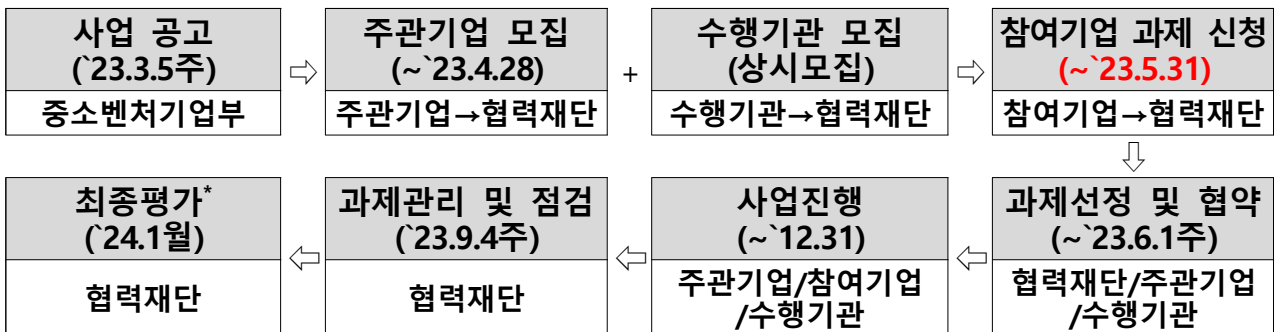 사업 공고
(`23.3.5주)
중소벤처기업부
⇨
주관기업 모집
(~`23.4.28)
주관기업→협력재단
+
수행기관 모집
(상시모집)
수행기관→협력재단
⇨
참여기업 과제 신청
(~`23.5.31)
참여기업→협력재단
⇩
과제선정 및 협약
(~`23.6.1주)
협력재단/주관기업
/수행기관
⇦
사업진행
(~`12.31)
주관기업/참여기업
/수행기관
⇦
과제관리 및 점검
(`23.9.4주)
협력재단
⇦
최종평가*
(`24.1월)
협력재단